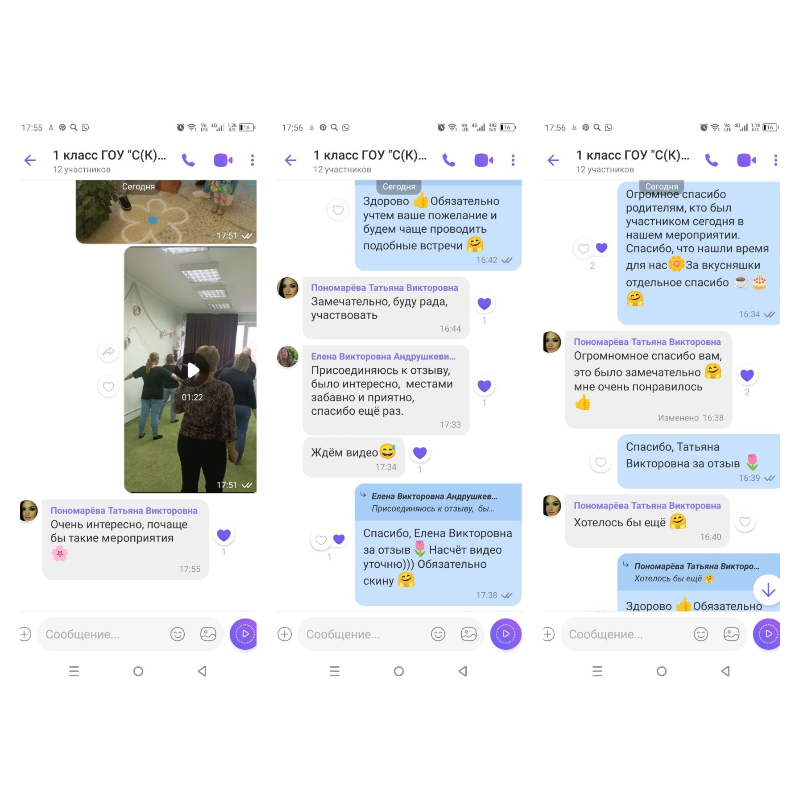 17:55
16
1 класс ГОУ "С(К)...
12 участников
Сегодня
17:51
01:22
17:51
Пономарёва Татьяна Викторовна
Очень интересно, почаще
бы такие мероприятия
🌸
17:55
1
Сообщение...
17:56
16
1 класс ГОУ "С(К)...
12 участников
Сегодня
Здорово 👍Обязательно
учтем ваше пожелание и
будем чаще проводить
подобные встречи 🤗
16:42
Пономарёва Татьяна Викторовна
Замечательно, буду рада,
участвовать
16:44
1
Елена Викторовна Андрушкеви...
Присоединяюсь к отзыву,
было интересно, местами
забавно и приятно,
спасибо ещё раз.
17:33
1
Ждём видео😅
17:34
1
Елена Викторовна Андрушкев...
Присоединяюсь к отзыву, бы...
Спасибо, Елена Викторовна
за отзыв🌷Насчёт видео
уточню))) Обязательно
скину 🤗
17:38
1
Сообщение...
17:56
16
1 класс ГОУ "С(К)...
12 участников
Сегодня
Огромное спасибо
родителям, кто был
участником сегодня в
нашем мероприятии.
Спасибо, что нашли время
для нас🌼За вкусняшки
отдельное спасибо ☕🎂
🤗
16:34
2
Пономарёва Татьяна Викторовна
Огромномное спасибо вам,
это было замечательно 🤗
мне очень понравилось
👍
Изменено 16:38
2
Спасибо, Татьяна
Викторовна за отзыв 🌷
16:39
Пономарёва Татьяна Викторовна
Хотелось бы ещё 🤗
16:40
Пономарёва Татьяна Викторо...
Хотелось бы ещё 🤗
Здорово 👍Обязательно
Сообщение...